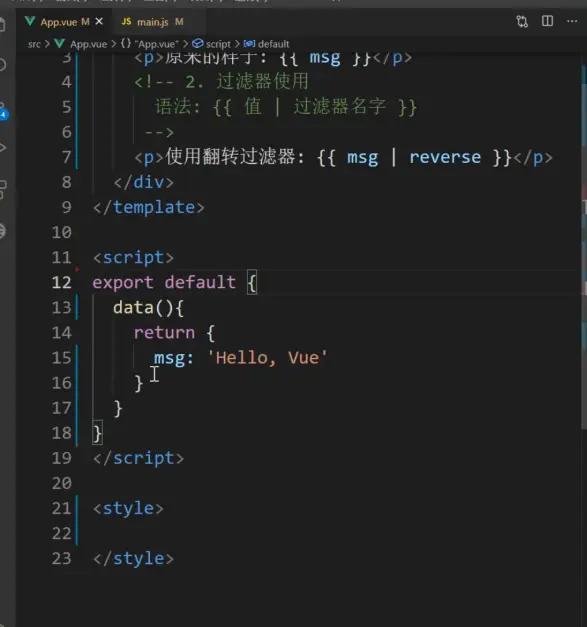 App.vue M JS main.js M
src > App.vue > {} "App.vue" > script > default
3 <p>原来的样子: {{ msg }}</p>
4 <!-- 2. 过滤器使用
5 语法: {{ 值 | 过滤器名字 }}
6 -->
7 <p>使用翻转过滤器: {{ msg | reverse }}</p>
8 </div>
9 </template>
10
11 <script>
12 export default {
13 data(){
14 return {
15 msg: 'Hello, Vue'
16 }
17 }
18 }
19 </script>
20
21 <style>
22
23 </style>